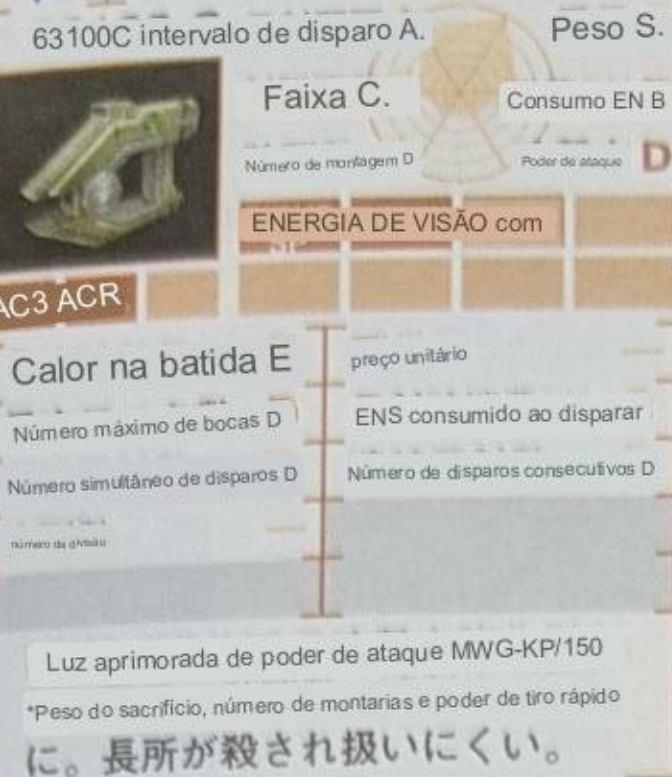 63100C intervalo de disparo A.
Peso S.
Faixa C.
Consumo EN B
Número de montagem D
Poder de ataque D
ENERGIA DE VISÃO com
AC3 ACR
Calor na batida E
preço unitário
Número máximo de bocas D
ENS consumido ao disparar
Número simultâneo de disparos D
Número de disparos consecutivos D
número da divisão
Luz aprimorada de poder de ataque MWG-KP/150
*Peso do sacrifício, número de montarias e poder de tiro rápido
に。長所が殺され扱いにくい。